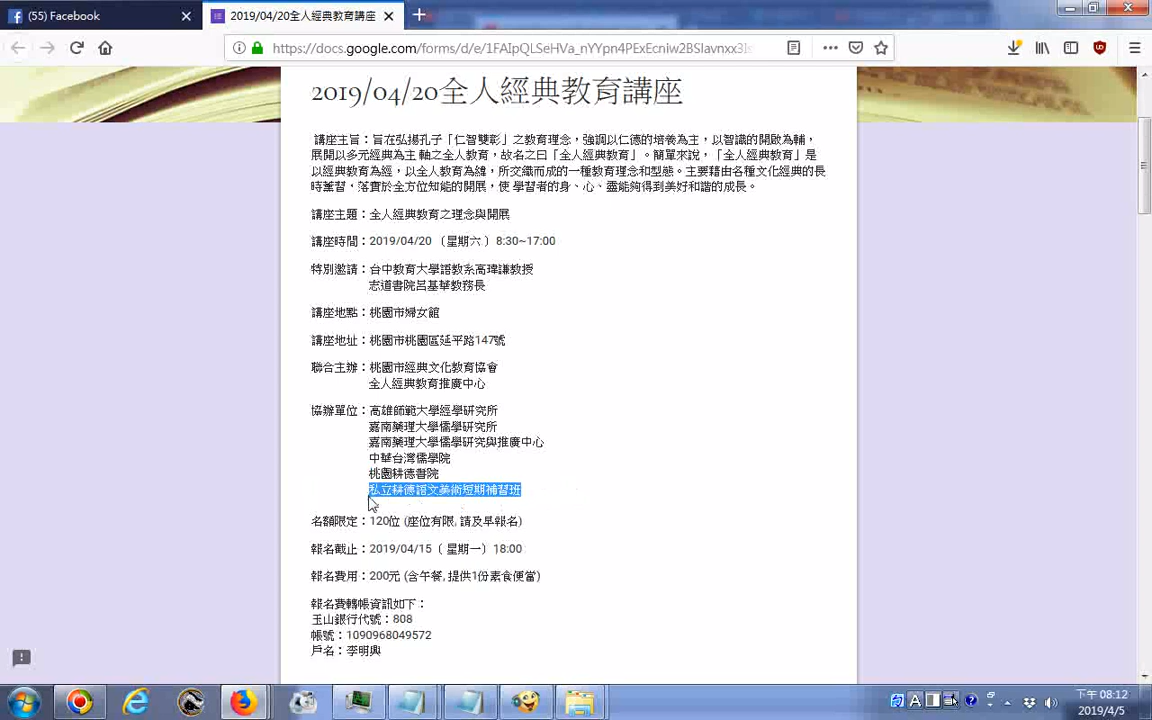 (55) Facebook
2019/04/20全人經典教育講座
https://docs.google.com/forms/d/e/1FAIpQLSeHVa_nYYpn4PExEcniw2BSIavnxx3l
2019/04/20全人經典教育講座
講座主旨：旨在弘揚孔子「仁智雙彰」之教育理念，強調以仁德的培養為主，以智識的開啟為輔，
展開以多元經典為主 軸之全人教育，故名之曰「全人經典教育」。簡單來說，「全人經典教育」是
以經典教育為經，以全人教育為緯，所交織而成的一種教育理念和型態。主要藉由各種文化經典的長
時薰習，落實於全方位知能的開展，使 學習者的身、心、靈能夠得到美好和諧的成長。
講座主題：全人經典教育之理念與開展
講座時間：2019/04/20 （星期六 ）8:30~17:00
特別邀請：台中教育大學語教系高瑋謙教授
志道書院呂基華教務長
講座地點：桃園市婦女館
講座地址：桃園市桃園區延平路147號
聯合主辦：桃園市經典文化教育協會
全人經典教育推廣中心
協辦單位：高雄師範大學經學研究所
嘉南藥理大學儒學研究所
嘉南藥理大學儒學研究與推廣中心
中華台灣儒學院
桃園耕德書院
私立耕德語文美術短期補習班
名額限定：120位 (座位有限, 請及早報名)
報名截止：2019/04/15（ 星期一）18:00
報名費用：200元 (含午餐, 提供1份素食便當)
報名費轉帳資訊如下：
玉山銀行代號：808
帳號：1090968049572
戶名：李明興
下午 08:12
2019/4/5